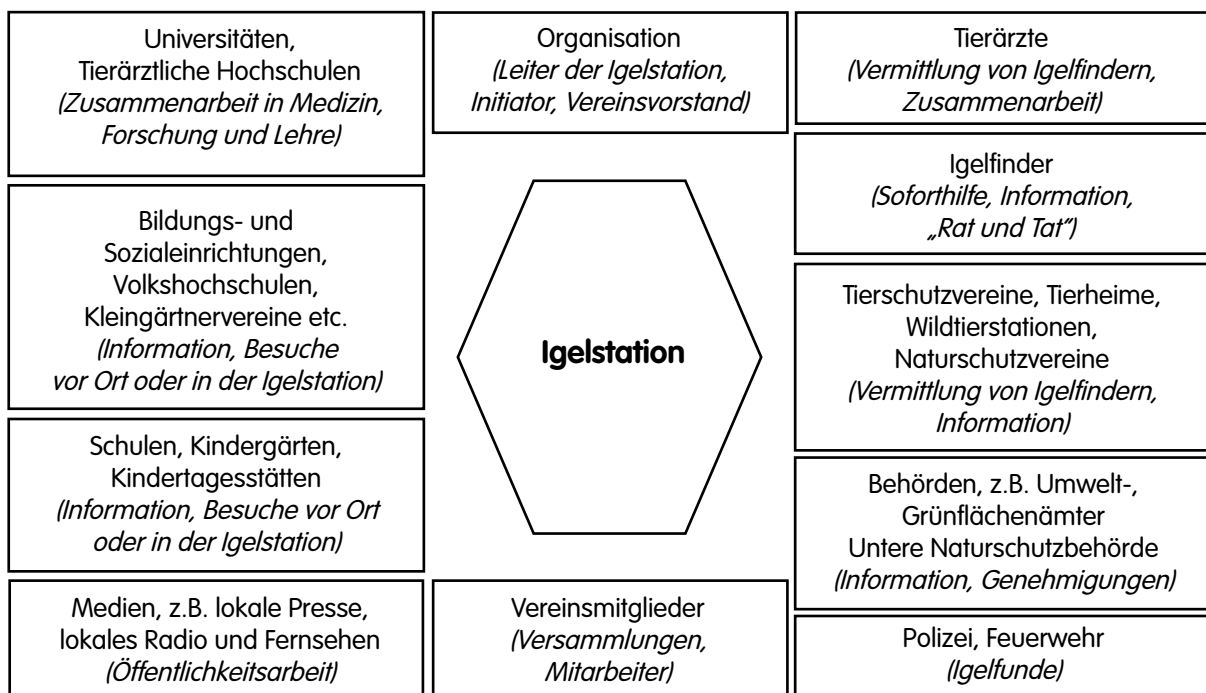 Universitäten,
Tierärztliche Hochschulen
(Zusammenarbeit in Medizin,
Forschung und Lehre)
Bildungs- und
Sozialeinrichtungen,
Volkshochschulen,
Kleingärtnervereine etc.
(Information, Besuche
vor Ort oder in der Igelstation)
Schulen, Kindergärten,
Kindertagesstätten
(Information, Besuche vor Ort
oder in der Igelstation)
Medien, z.B. lokale Presse,
lokales Radio und Fernsehen
(Öffentlichkeitsarbeit)
Organisation
(Leiter der Igelstation,
Initiator, Vereinsvorstand)
Igelstation
Vereinsmitglieder
(Versammlungen,
Mitarbeiter)
Tierärzte
(Vermittlung von Igelfindern,
Zusammenarbeit)
Igelfinder
(Soforthilfe, Information,
„Rat und Tat“)
Tierschutzvereine, Tierheime,
Wildtierstationen,
Naturschutzvereine
(Vermittlung von Igelfindern,
Information)
Behörden, z.B. Umwelt-,
Grünflächenämter
Untere Naturschutzbehörde
(Information, Genehmigungen)
Polizei, Feuerwehr
(Igelfunde)